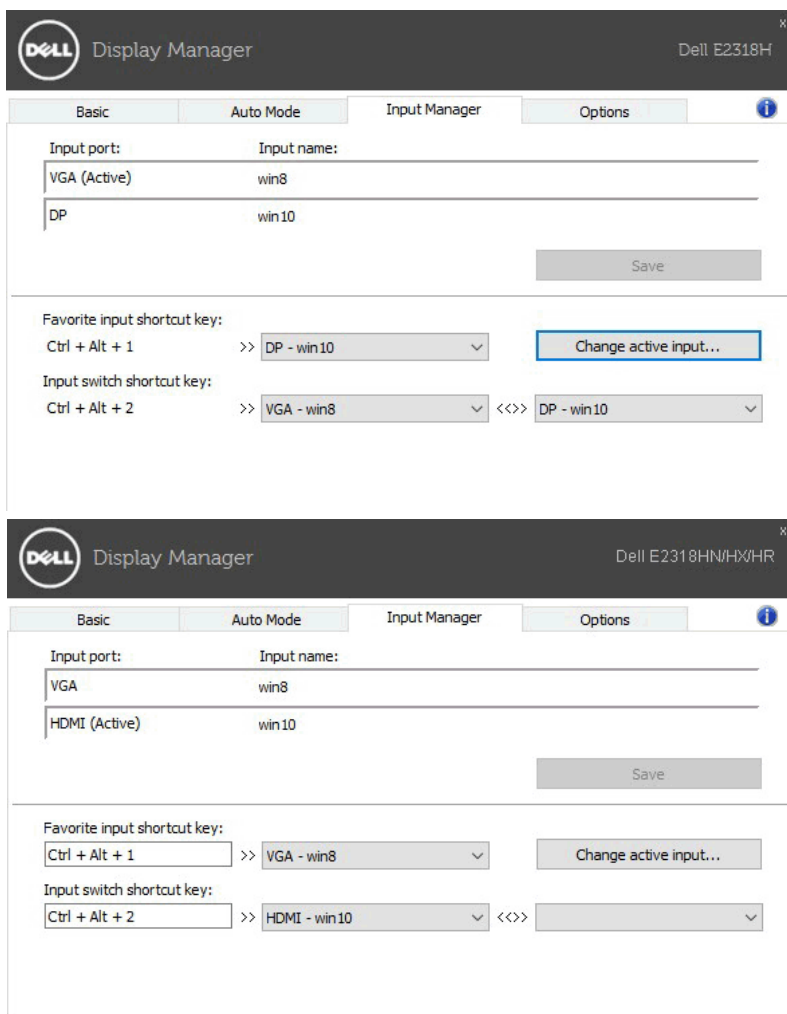 x
DELL Display Manager Dell E2318H
Basic Auto Mode Input Manager Options i
Input port: Input name:
VGA (Active) win8
DP win10
Save
Favorite input shortcut key:
Ctrl + Alt + 1 >> DP - win10 Change active input...
Input switch shortcut key:
Ctrl + Alt + 2 >> VGA - win8 <<>> DP - win10
x
DELL Display Manager Dell E2318HN/HX/HR
Basic Auto Mode Input Manager Options i
Input port: Input name:
VGA win8
HDMI (Active) win10
Save
Favorite input shortcut key:
Ctrl + Alt + 1 >> VGA - win8 Change active input...
Input switch shortcut key:
Ctrl + Alt + 2 >> HDMI - win10 <<>>